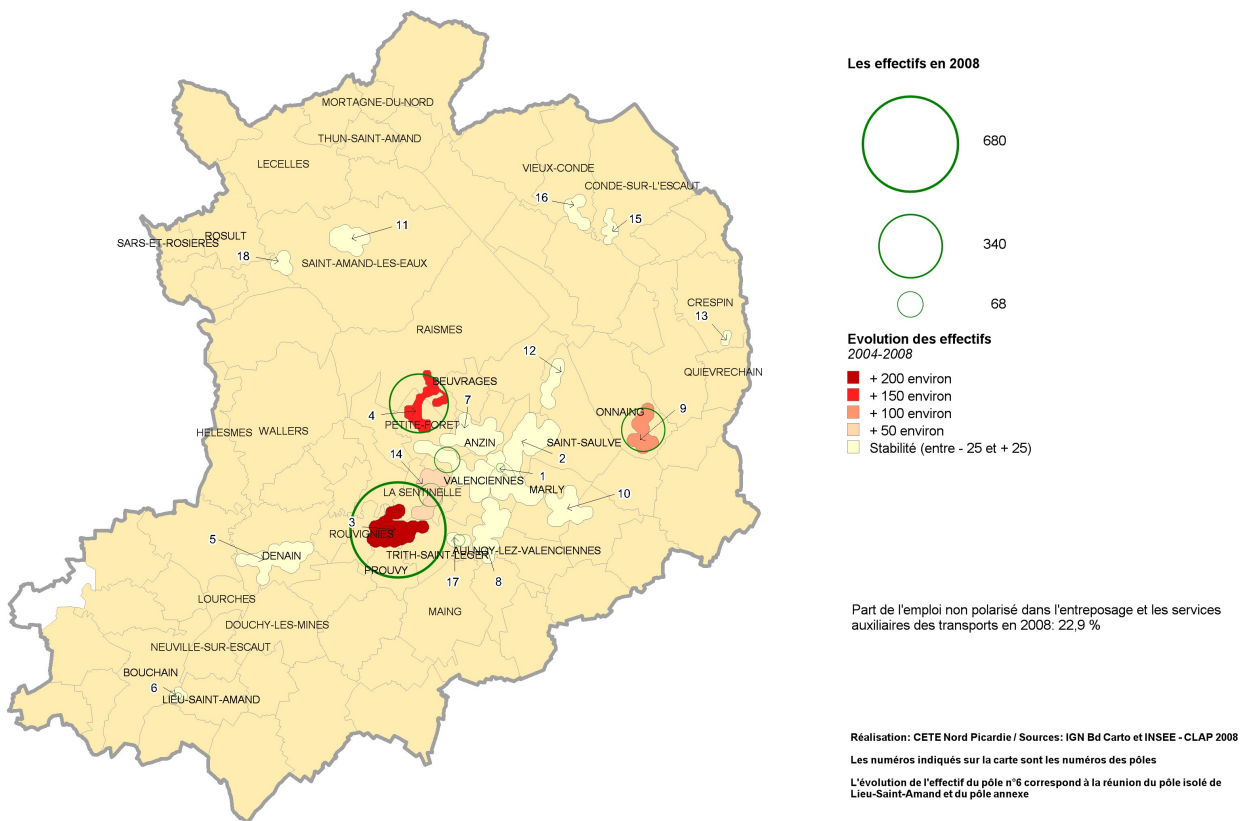 MORTAGNE-DU-NORD
THUN-SAINT-AMAND
LECELLES
VIEUX-CONDE
CONDE-SUR-L'ESCAUT
16
15
11
ROSULT
SARS-ET-ROSIERES
18
SAINT-AMAND-LES-EAUX
CRESPIN
13
RAISMES
12
QUIEVRECHAIN
BEUVRAGES
7
4
PETITE-FORET
ONNAING
9
HELESMES
WALLERS
ANZIN
SAINT-SAULVE
14
2
VALENCIENNES
1
MARLY
LA SENTINELLE
10
3
ROUVIGNIES
5
DENAIN
TRITH-SAINT-LEGER
AULNOY-LEZ-VALENCIENNES
PROUVY
17
8
LOURCHES
MAING
DOUCHY-LES-MINES
NEUVILLE-SUR-ESCAUT
BOUCHAIN
6
LIEU-SAINT-AMAND
Les effectifs en 2008
680
340
68
Evolution des effectifs
2004-2008
+ 200 environ
+ 150 environ
+ 100 environ
+ 50 environ
Stabilité (entre - 25 et + 25)
Part de l'emploi non polarisé dans l'entreposage et les services
auxiliaires des transports en 2008: 22,9 %
Réalisation: CETE Nord Picardie / Sources: IGN Bd Carto et INSEE - CLAP 2008
Les numéros indiqués sur la carte sont les numéros des pôles
L'évolution de l'effectif du pôle n°6 correspond à la réunion du pôle isolé de
Lieu-Saint-Amand et du pôle annexe